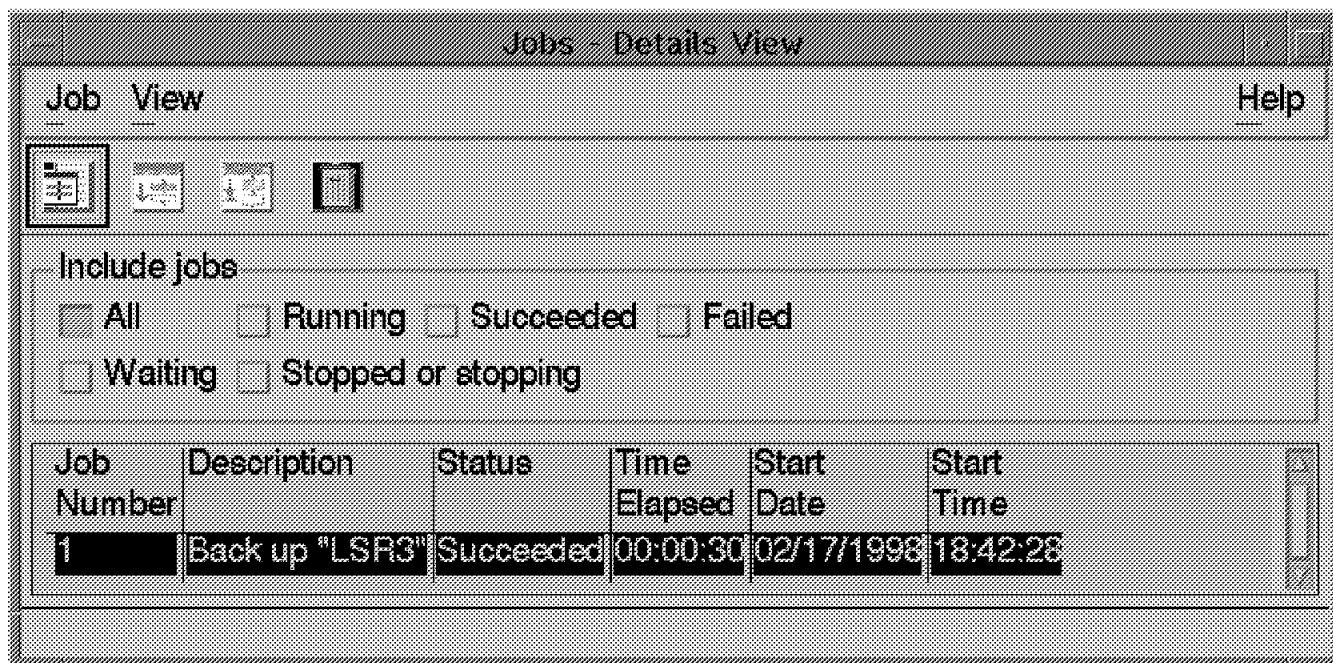 Jobs - Details View
Job View Help
Include jobs
All Running Succeeded Failed
Waiting Stopped or stopping
Job Description Status Time Start Start
Number Elapsed Date Time
1 Back up "LSR3" Succeeded 00:00:30 02/17/1998 18:42:28